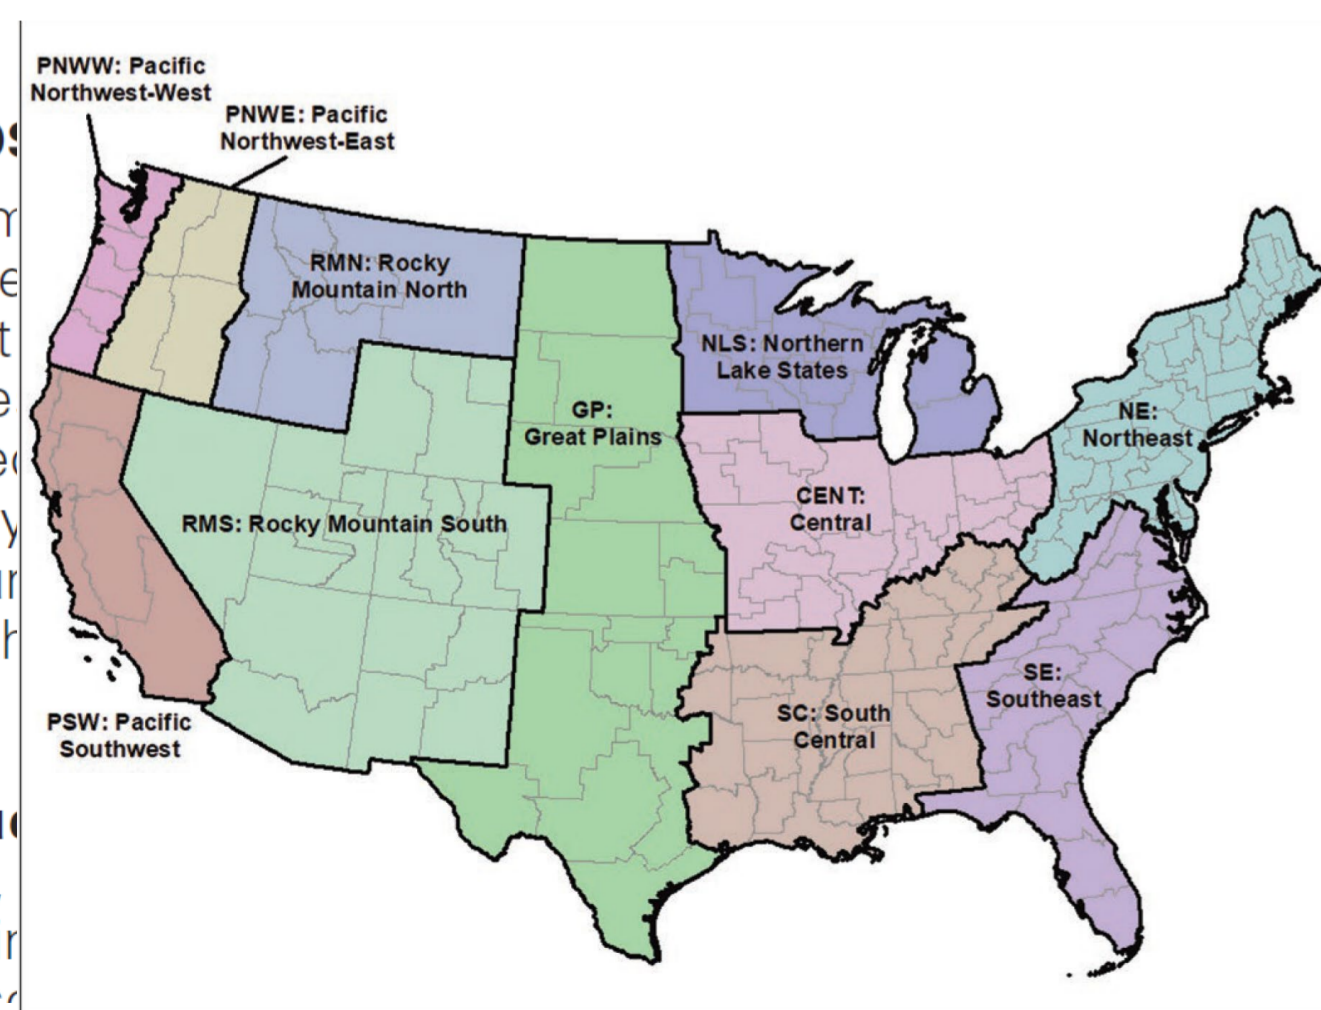 PNWW: Pacific
Northwest-West
PNWE: Pacific
Northwest-East
RMN: Rocky
Mountain North
NLS: Northern
Lake States
GP:
Great Plains
NE:
Northeast
CENT:
Central
RMS: Rocky Mountain South
SE:
Southeast
SC: South
Central
PSW: Pacific
Southwest